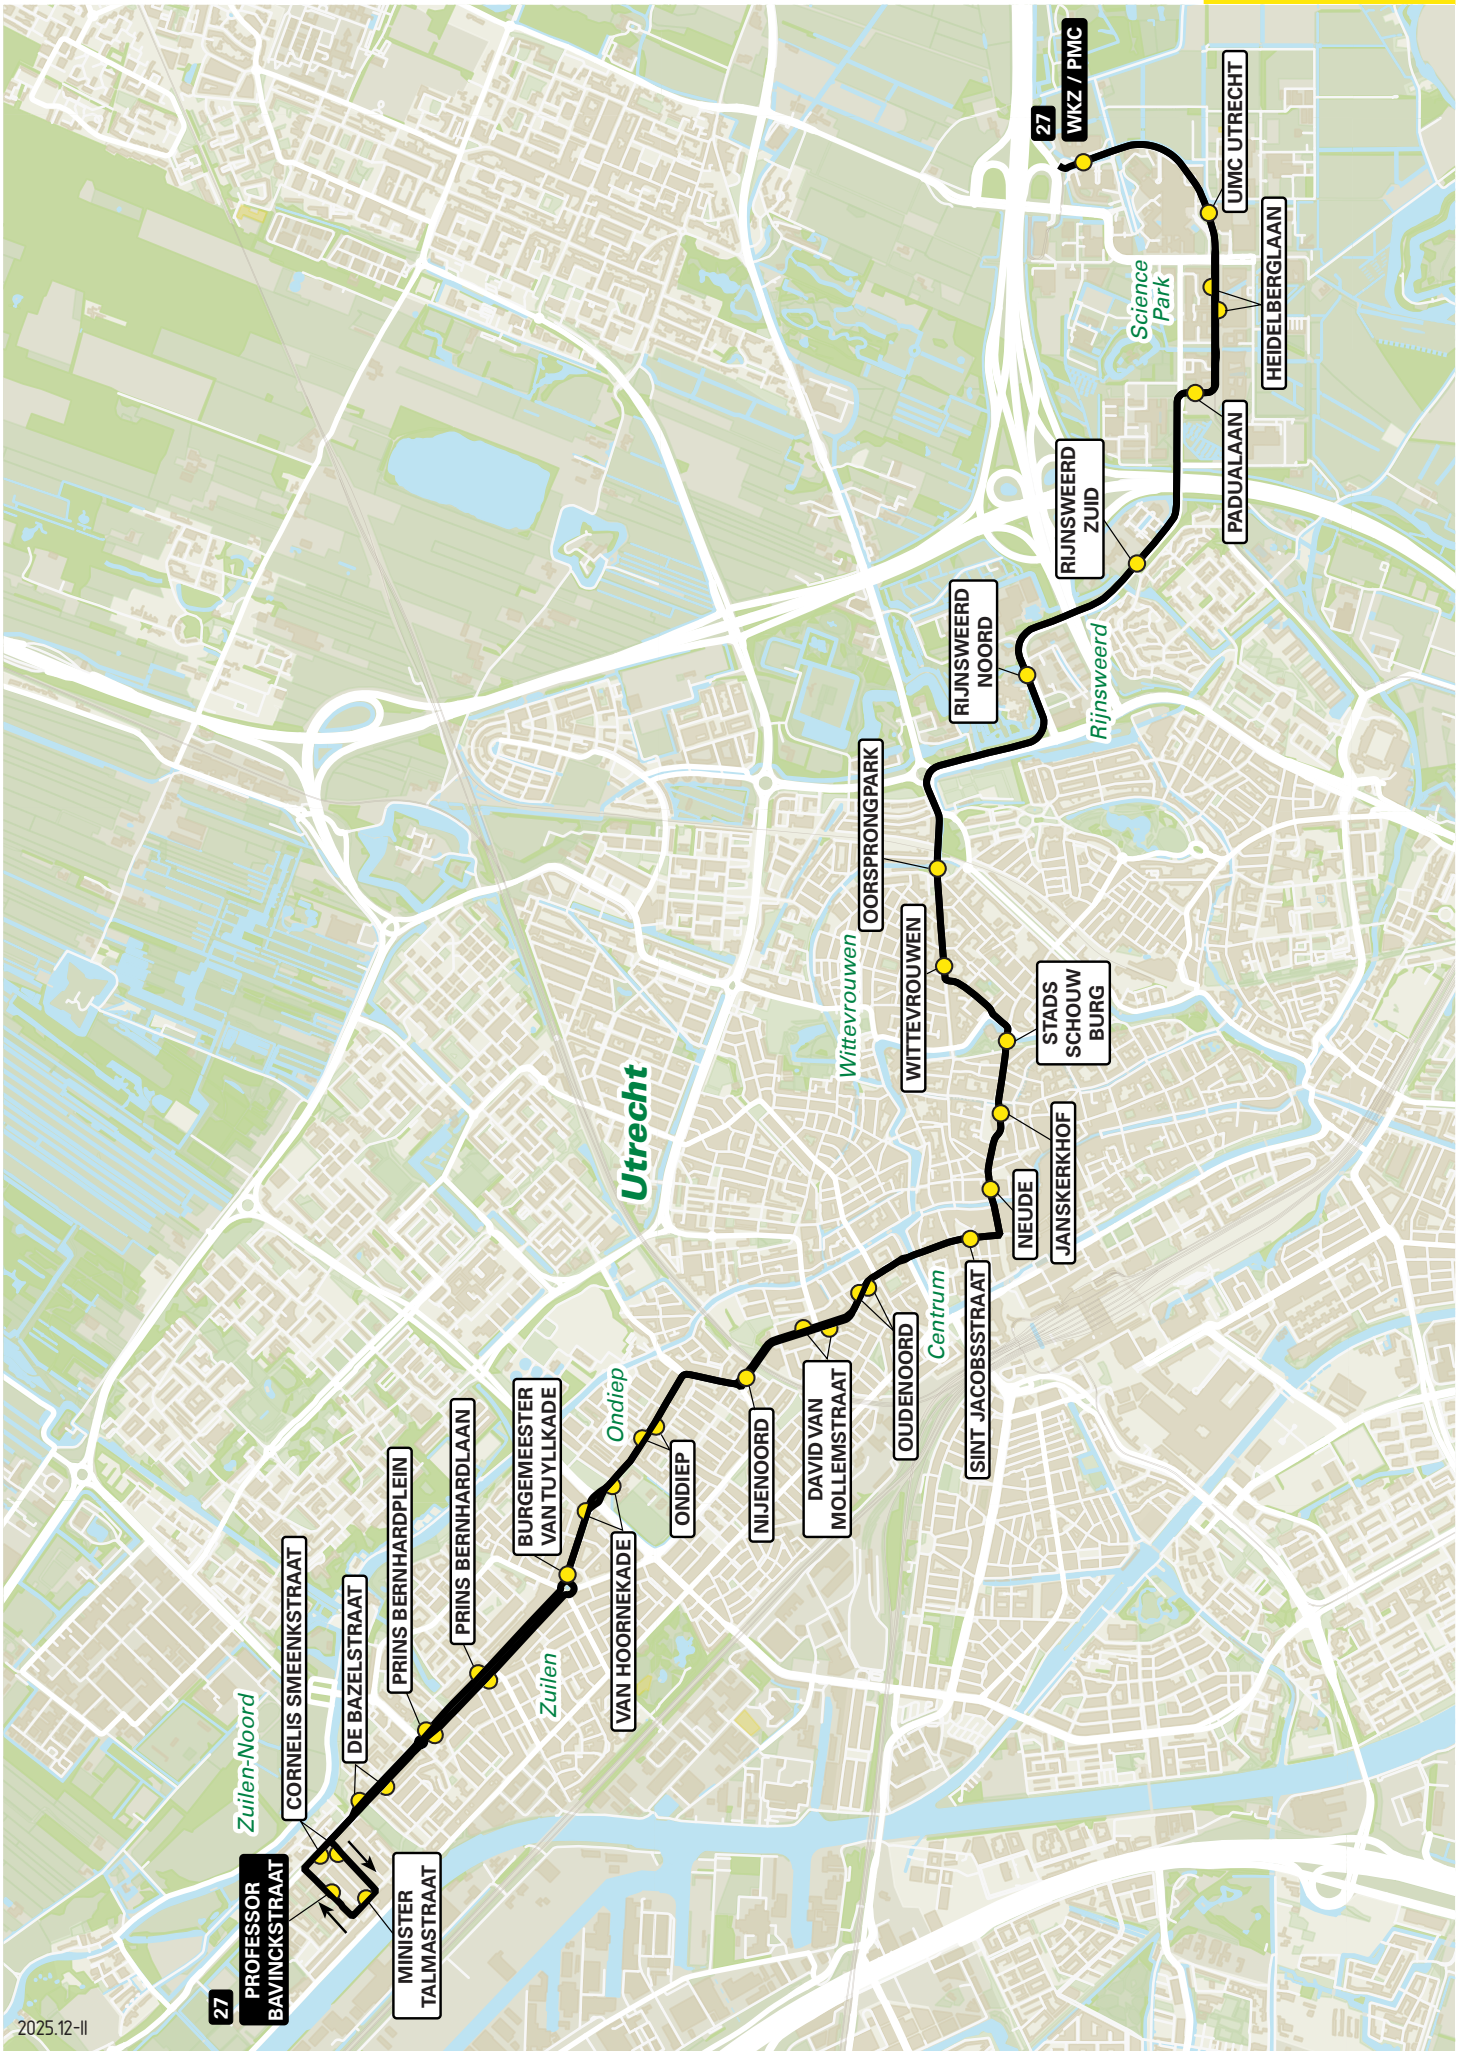 27
WKZ / PMC
UMC UTRECHT
HEIDELBERGLAAN
Science
Park
PADUALAAN
RIJNSWEERD
ZUID
RIJNSWEERD
NOORD
Rijnsweerd
OORSPRONGPARK
WITTEVROUWEN
Wittevrouwen
STADS
SCHOUW
BURG
JANSKERKHOF
NEUDE
Utrecht
SINT JACOBSSTRAAT
Centrum
OUDENOORD
DAVID VAN
MOLLEMSTRAAT
NIJENOORD
ONDIEP
Ondiep
VAN HOORNEKADE
BURGEMEESTER
VAN TUYLLKADE
Zuilen
PRINS BERNHARDLAAN
PRINS BERNHARDPLEIN
DE BAZELSTRAAT
CORNELIS SMEENKSTRAAT
Zuilen-Noord
MINISTER
TALMASTRAAT
27
PROFESSOR
BAVINCKSTRAAT
2025.12-II